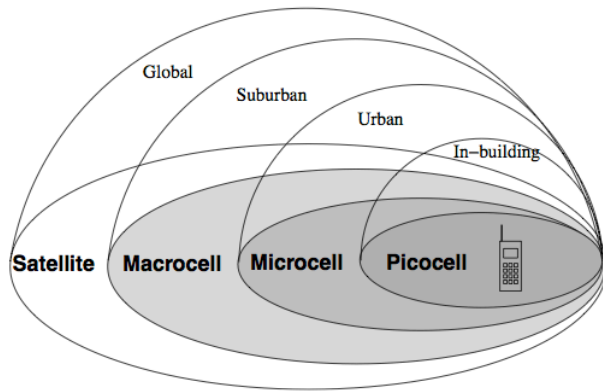 Global
Suburban
Urban
In-building
Satellite
Macrocell
Microcell
Picocell